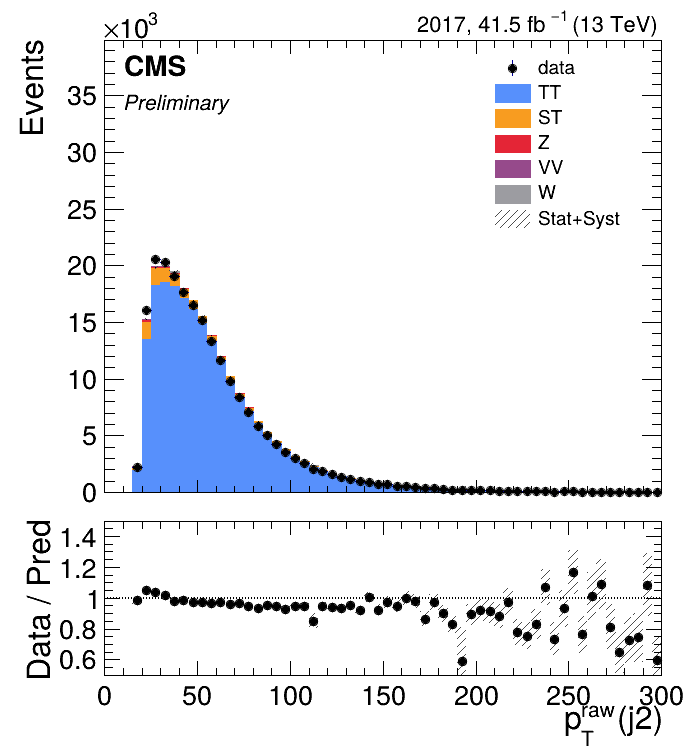 ×10³
2017, 41.5 fb⁻¹ (13 TeV)
Events
CMS
Preliminary
data
TT
ST
Z
VV
W
Stat+Syst
35
30
25
20
15
10
5
0
Data / Pred
1.4
1.2
1
0.8
0.6
0 50 100 150 200 250 300
p_T^raw(j2)